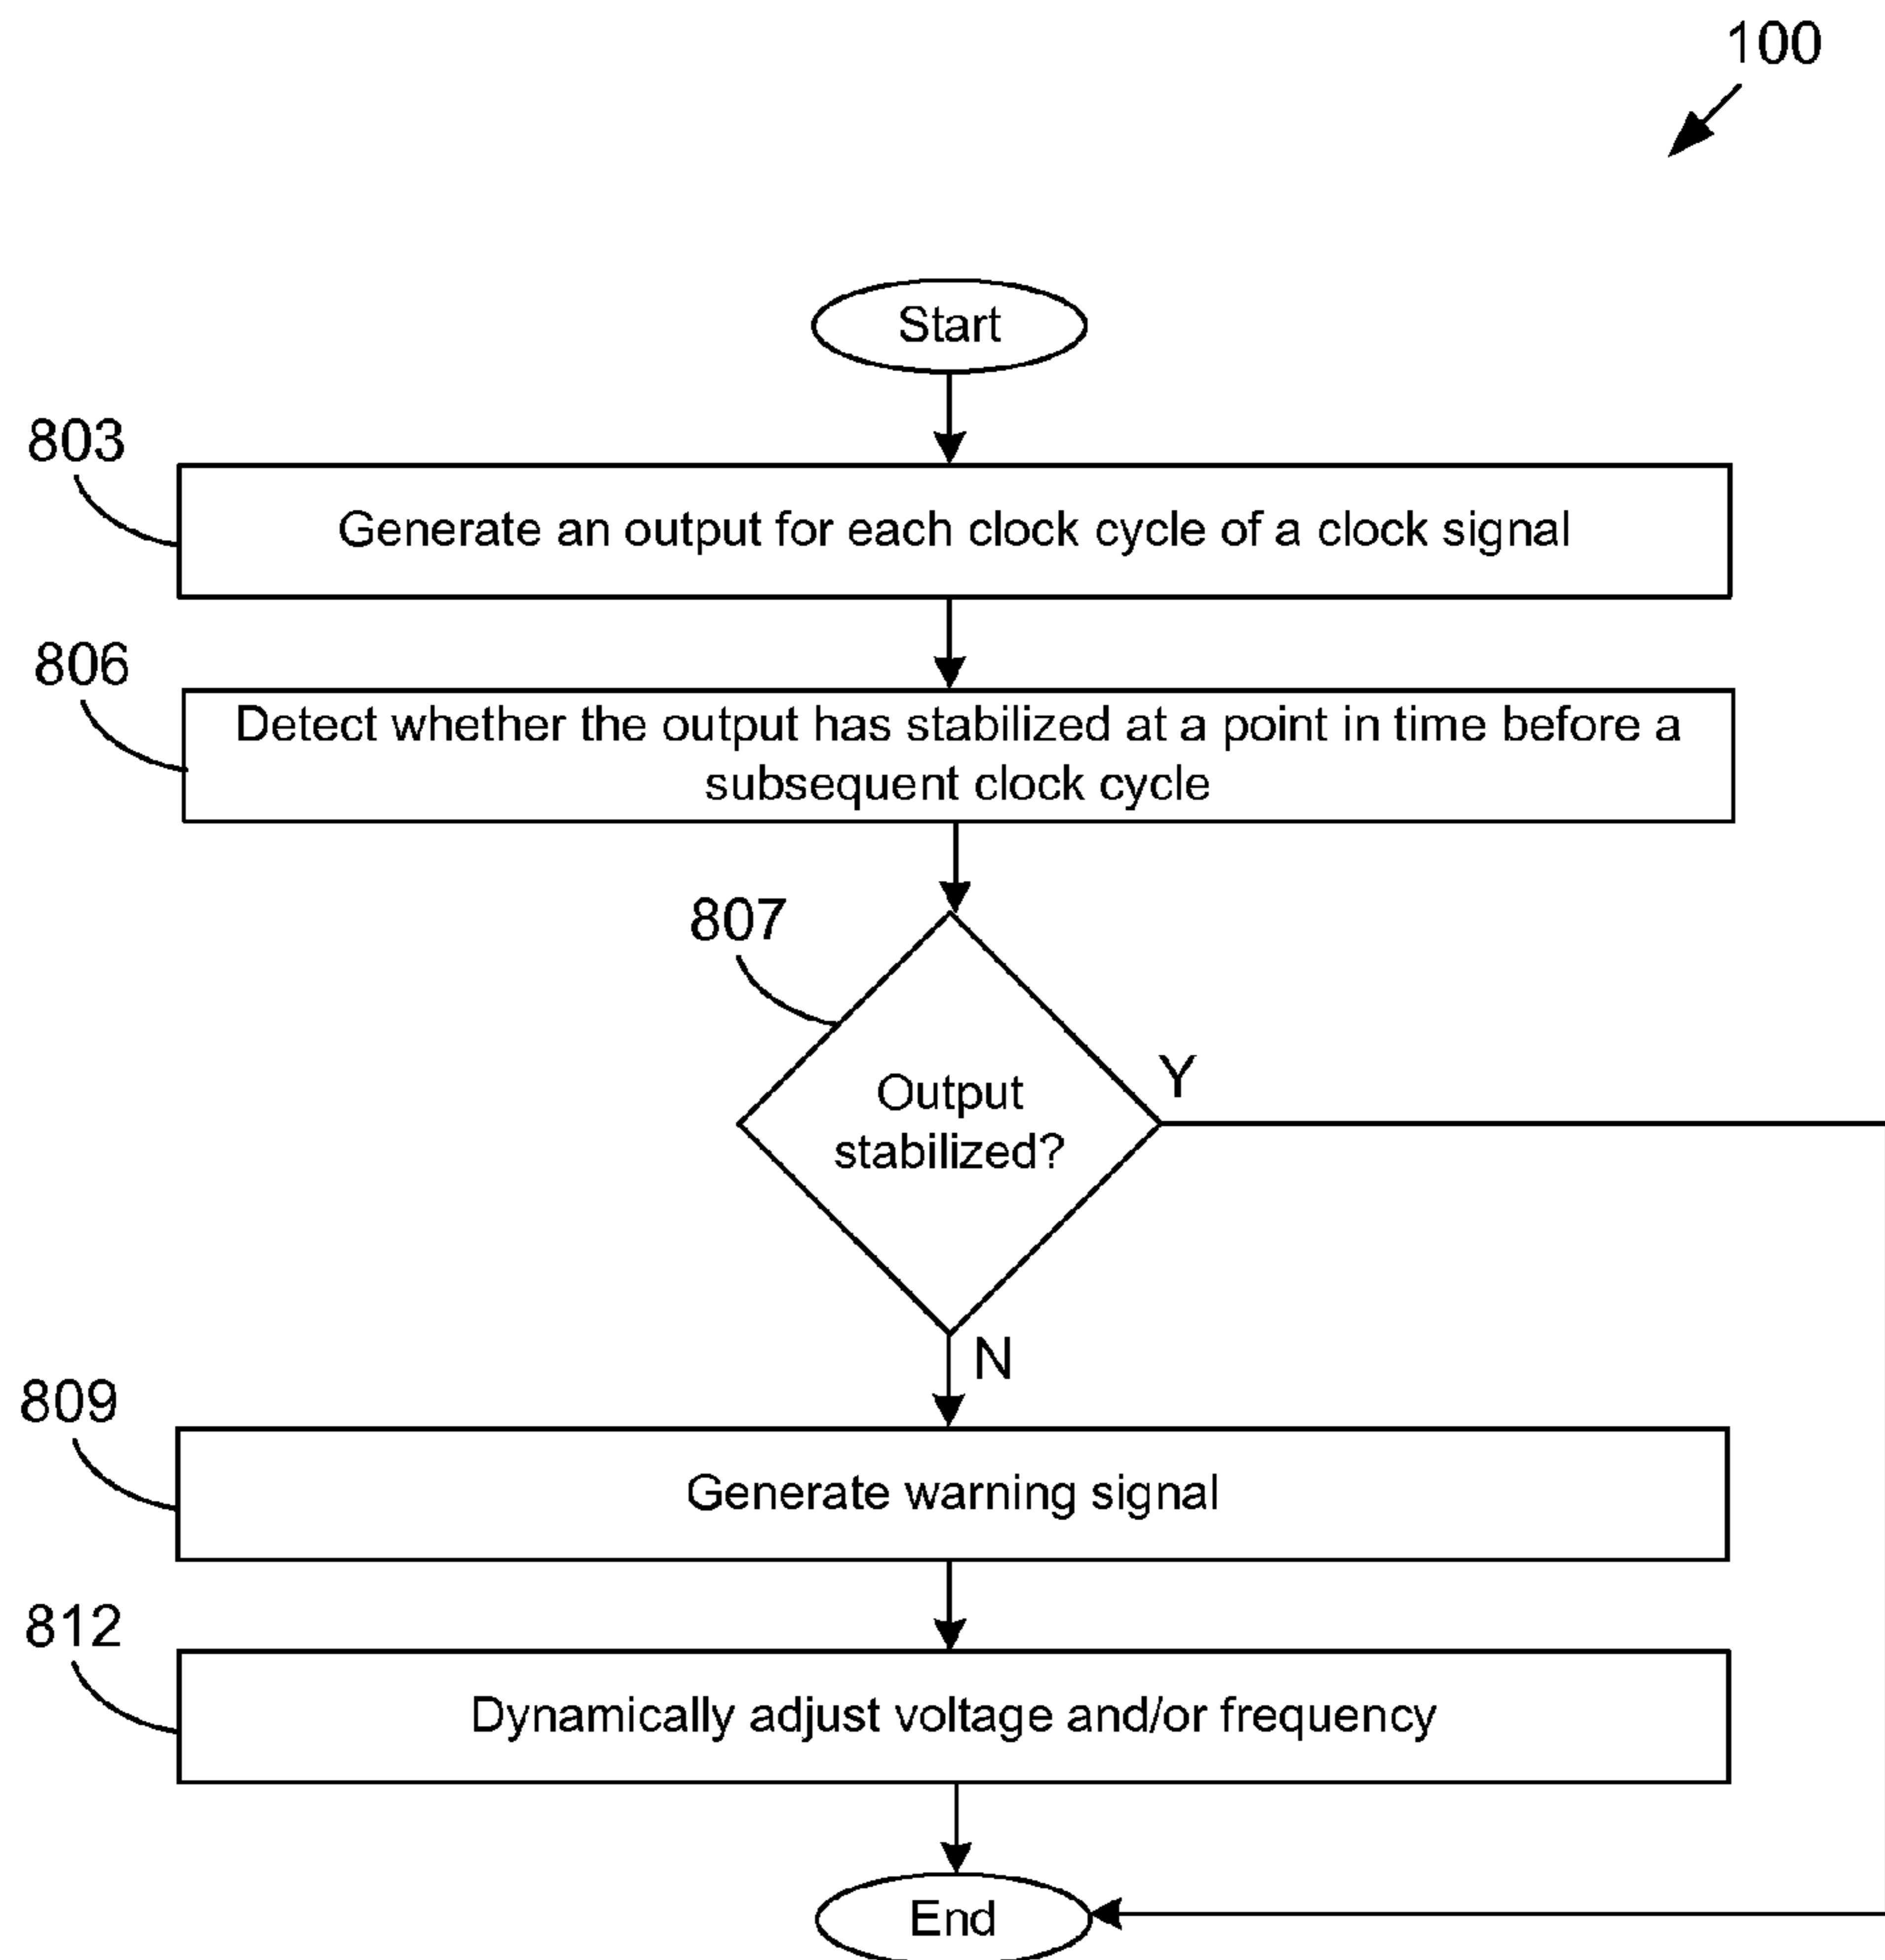 100
Start
803
Generate an output for each clock cycle of a clock signal
806
Detect whether the output has stabilized at a point in time before a
subsequent clock cycle
807
Output
stabilized?
Y
N
809
Generate warning signal
812
Dynamically adjust voltage and/or frequency
End